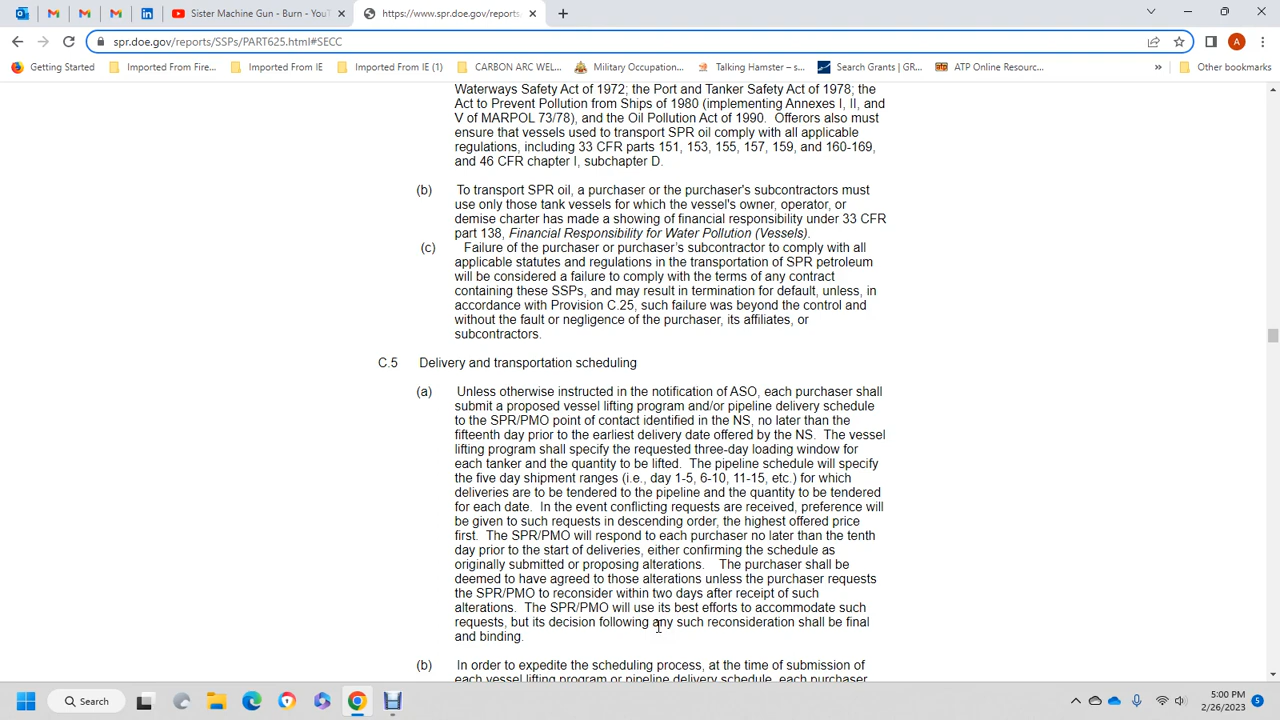 Sister Machine Gun - Burn - YouT
https://www.spr.doe.gov/reports,
spr.doe.gov/reports/SSPs/PART625.html#SECC
Getting Started
Imported From Fire...
Imported From IE
Imported From IE (1)
CARBON ARC WEL...
Military Occupation...
Talking Hamster – s...
Search Grants | GR...
ATP Online Resourc...
»
Other bookmarks
Waterways Safety Act of 1972; the Port and Tanker Safety Act of 1978; the
Act to Prevent Pollution from Ships of 1980 (implementing Annexes I, II, and
V of MARPOL 73/78), and the Oil Pollution Act of 1990. Offerors also must
ensure that vessels used to transport SPR oil comply with all applicable
regulations, including 33 CFR parts 151, 153, 155, 157, 159, and 160-169,
and 46 CFR chapter I, subchapter D.
(b) To transport SPR oil, a purchaser or the purchaser's subcontractors must
use only those tank vessels for which the vessel's owner, operator, or
demise charter has made a showing of financial responsibility under 33 CFR
part 138, Financial Responsibility for Water Pollution (Vessels).
(c) Failure of the purchaser or purchaser's subcontractor to comply with all
applicable statutes and regulations in the transportation of SPR petroleum
will be considered a failure to comply with the terms of any contract
containing these SSPs, and may result in termination for default, unless, in
accordance with Provision C.25, such failure was beyond the control and
without the fault or negligence of the purchaser, its affiliates, or
subcontractors.
C.5 Delivery and transportation scheduling
(a) Unless otherwise instructed in the notification of ASO, each purchaser shall
submit a proposed vessel lifting program and/or pipeline delivery schedule
to the SPR/PMO point of contact identified in the NS, no later than the
fifteenth day prior to the earliest delivery date offered by the NS. The vessel
lifting program shall specify the requested three-day loading window for
each tanker and the quantity to be lifted. The pipeline schedule will specify
the five day shipment ranges (i.e., day 1-5, 6-10, 11-15, etc.) for which
deliveries are to be tendered to the pipeline and the quantity to be tendered
for each date. In the event conflicting requests are received, preference will
be given to such requests in descending order, the highest offered price
first. The SPR/PMO will respond to each purchaser no later than the tenth
day prior to the start of deliveries, either confirming the schedule as
originally submitted or proposing alterations. The purchaser shall be
deemed to have agreed to those alterations unless the purchaser requests
the SPR/PMO to reconsider within two days after receipt of such
alterations. The SPR/PMO will use its best efforts to accommodate such
requests, but its decision following any such reconsideration shall be final
and binding.
(b) In order to expedite the scheduling process, at the time of submission of
each vessel lifting program or pipeline delivery schedule, each purchaser
Search
5:00 PM
2/26/2023
5
A